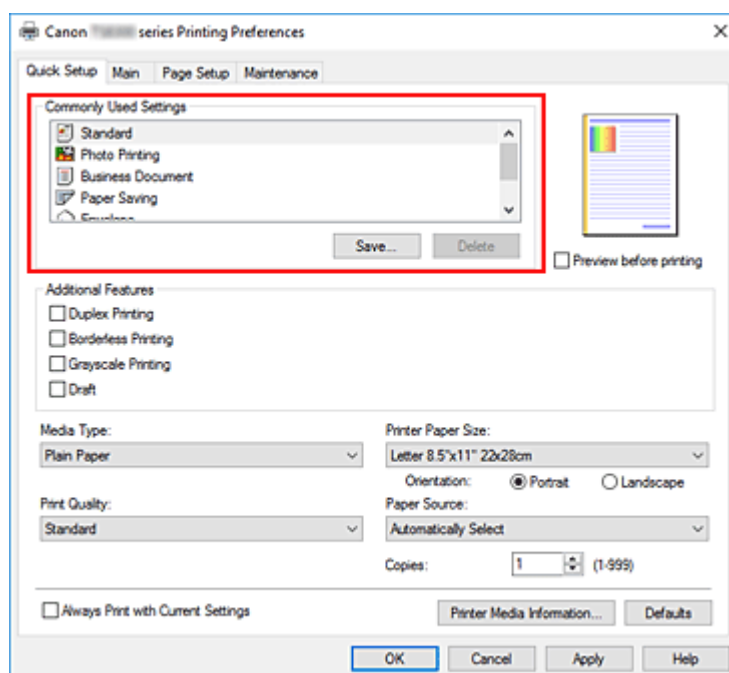 Canon series Printing Preferences
Quick Setup Main Page Setup Maintenance
Commonly Used Settings
Standard
Photo Printing
Business Document
Paper Saving
Envelope
Save... Delete
Preview before printing
Additional Features
Duplex Printing
Borderless Printing
Grayscale Printing
Draft
Media Type: Printer Paper Size:
Plain Paper Letter 8.5"x11" 22x28cm
Orientation: Portrait Landscape
Print Quality: Paper Source:
Standard Automatically Select
Copies: 1 (1-999)
Always Print with Current Settings Printer Media Information... Defaults
OK Cancel Apply Help